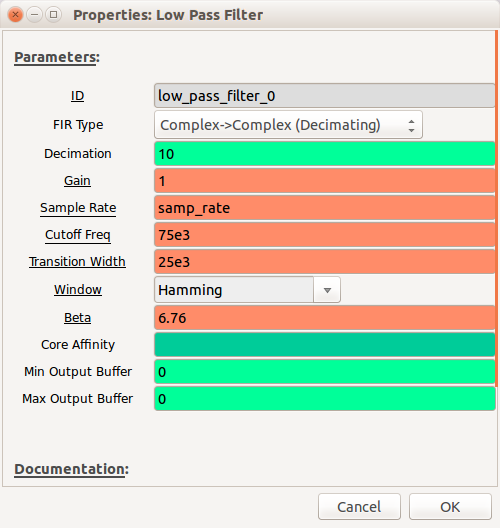 Properties: Low Pass Filter
Parameters:
ID low_pass_filter_0
FIR Type Complex->Complex (Decimating)
Decimation 10
Gain 1
Sample Rate samp_rate
Cutoff Freq 75e3
Transition Width 25e3
Window Hamming
Beta 6.76
Core Affinity
Min Output Buffer 0
Max Output Buffer 0
Documentation:
Cancel OK